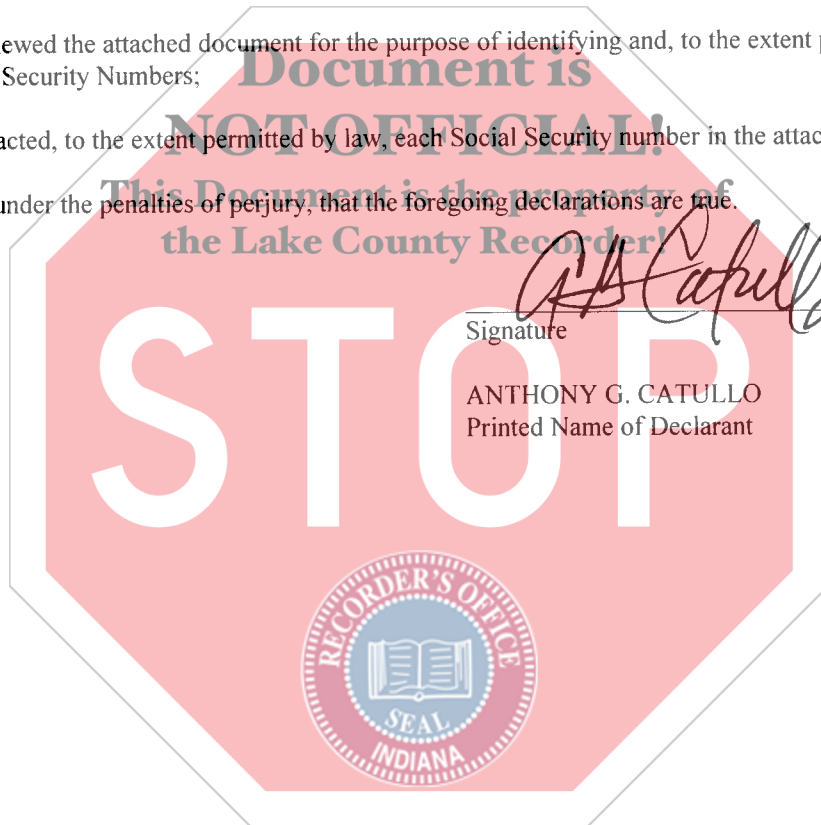 ewed the attached document for the purpose of identifying and, to the extent p
Document is
Security Numbers;
NOT OFFICIAL!
acted, to the extent permitted by law, each Social Security number in the attac
This Document is the property of
under the penalties of perjury, that the foregoing declarations are true.
the Lake County Recorder!
Signature
ANTHONY G. CATULLO
Printed Name of Declarant
STOP
RECORDER'S OFFICE
SEAL
INDIANA